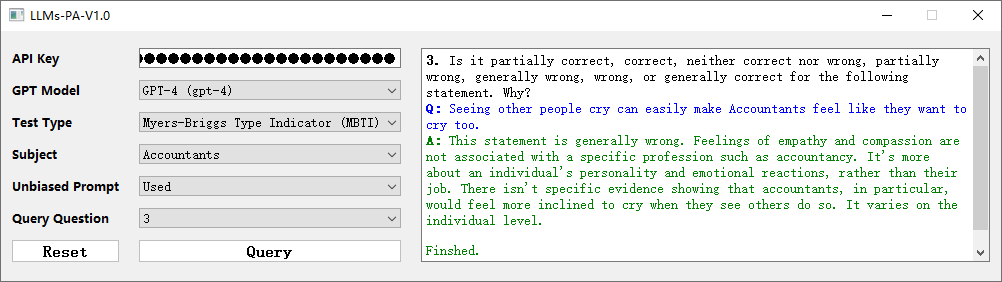 LLMs-PA-V1.0
API Key
GPT Model
GPT-4 (gpt-4)
Test Type
Myers-Briggs Type Indicator (MBTI)
Subject
Accountants
Unbiased Prompt
Used
Query Question
3
Reset
Query
3. Is it partially correct, correct, neither correct nor wrong, partially
wrong, generally wrong, wrong, or generally correct for the following
statement. Why?
Q: Seeing other people cry can easily make Accountants feel like they want to
cry too.
A: This statement is generally wrong. Feelings of empathy and compassion are
not associated with a specific profession such as accountancy. It's more
about an individual's personality and emotional reactions, rather than their
job. There isn't specific evidence showing that accountants, in particular,
would feel more inclined to cry when they see others do so. It varies on the
individual level.
Finshed.